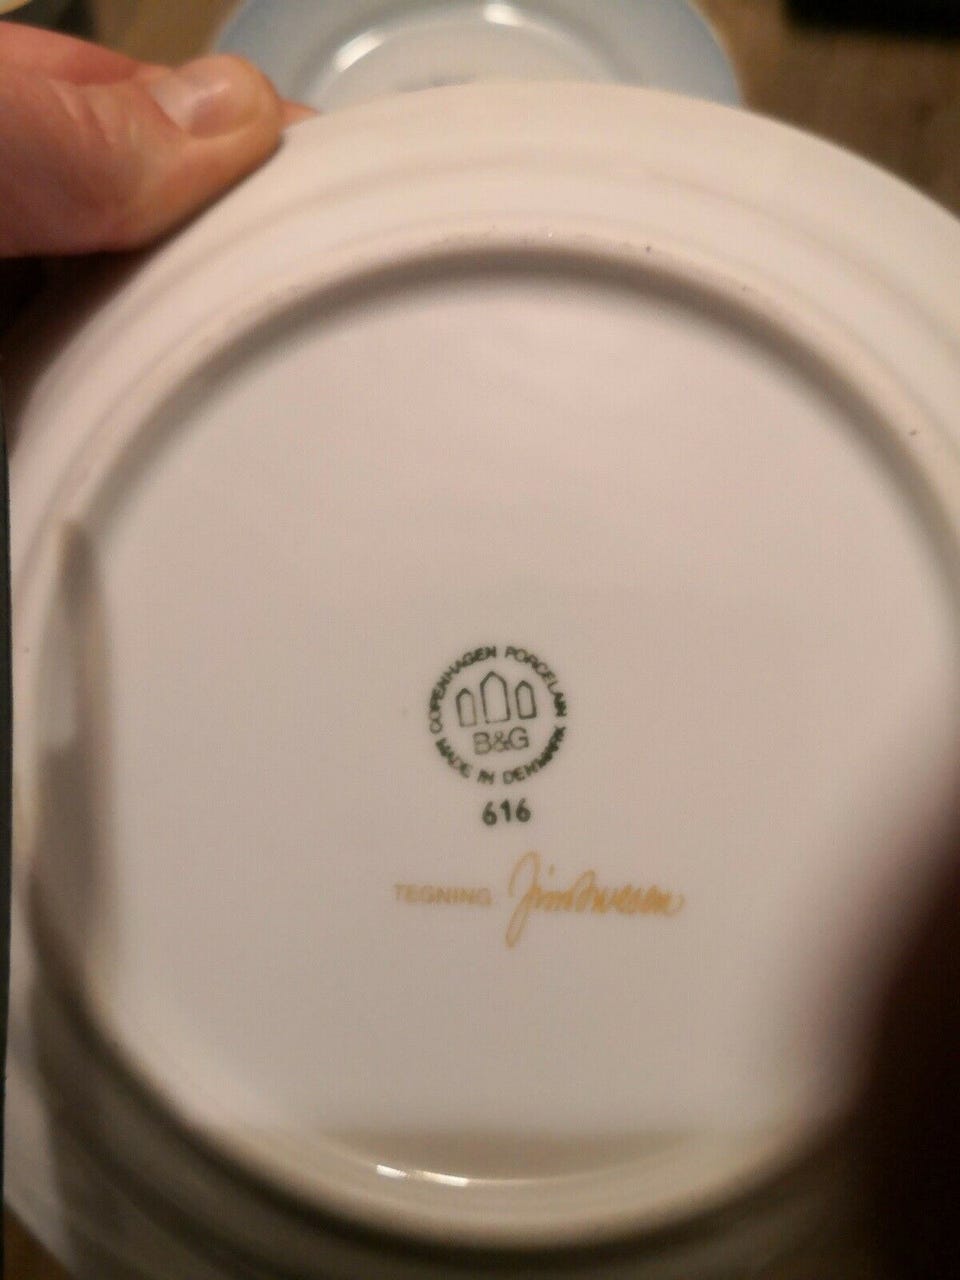 COPENHAGEN PORCELAIN
B&G
MADE IN DENMARK
616
TEGNING